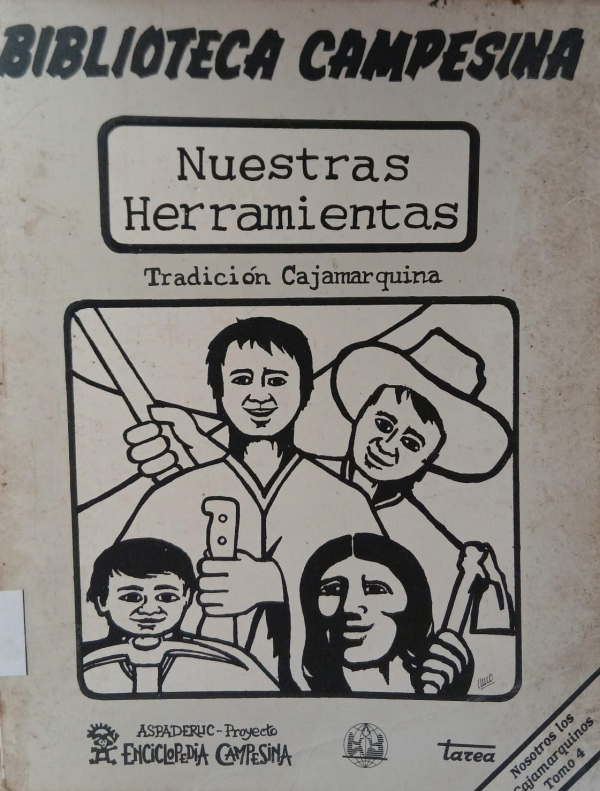 BIBLIOTECA CAMPESINA
Nuestras
Herramientas
Tradición Cajamarquina
ASPADERUC - Proyecto
ENCICLOPEDIA CAMPESINA
tarea
Nosotros los
Cajamarquinos
Tomo 4